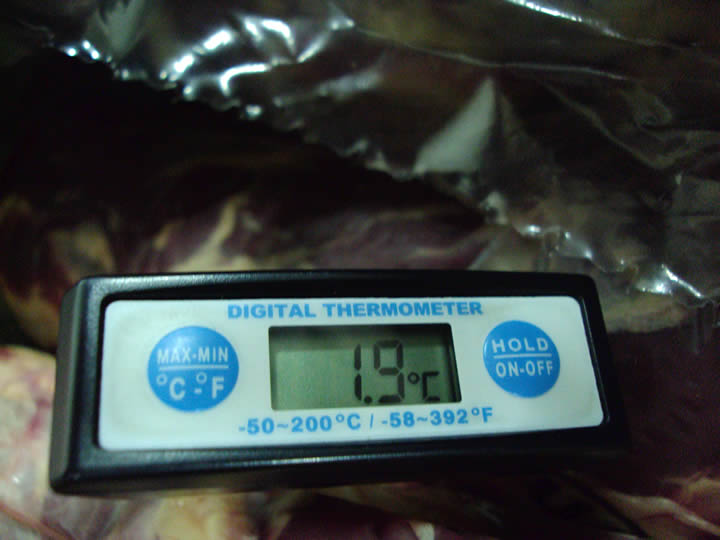 DIGITAL THERMOMETER
MAX-MIN
°C-°F
1.9°C
HOLD
ON-OFF
-50~200°C / -58~392°F